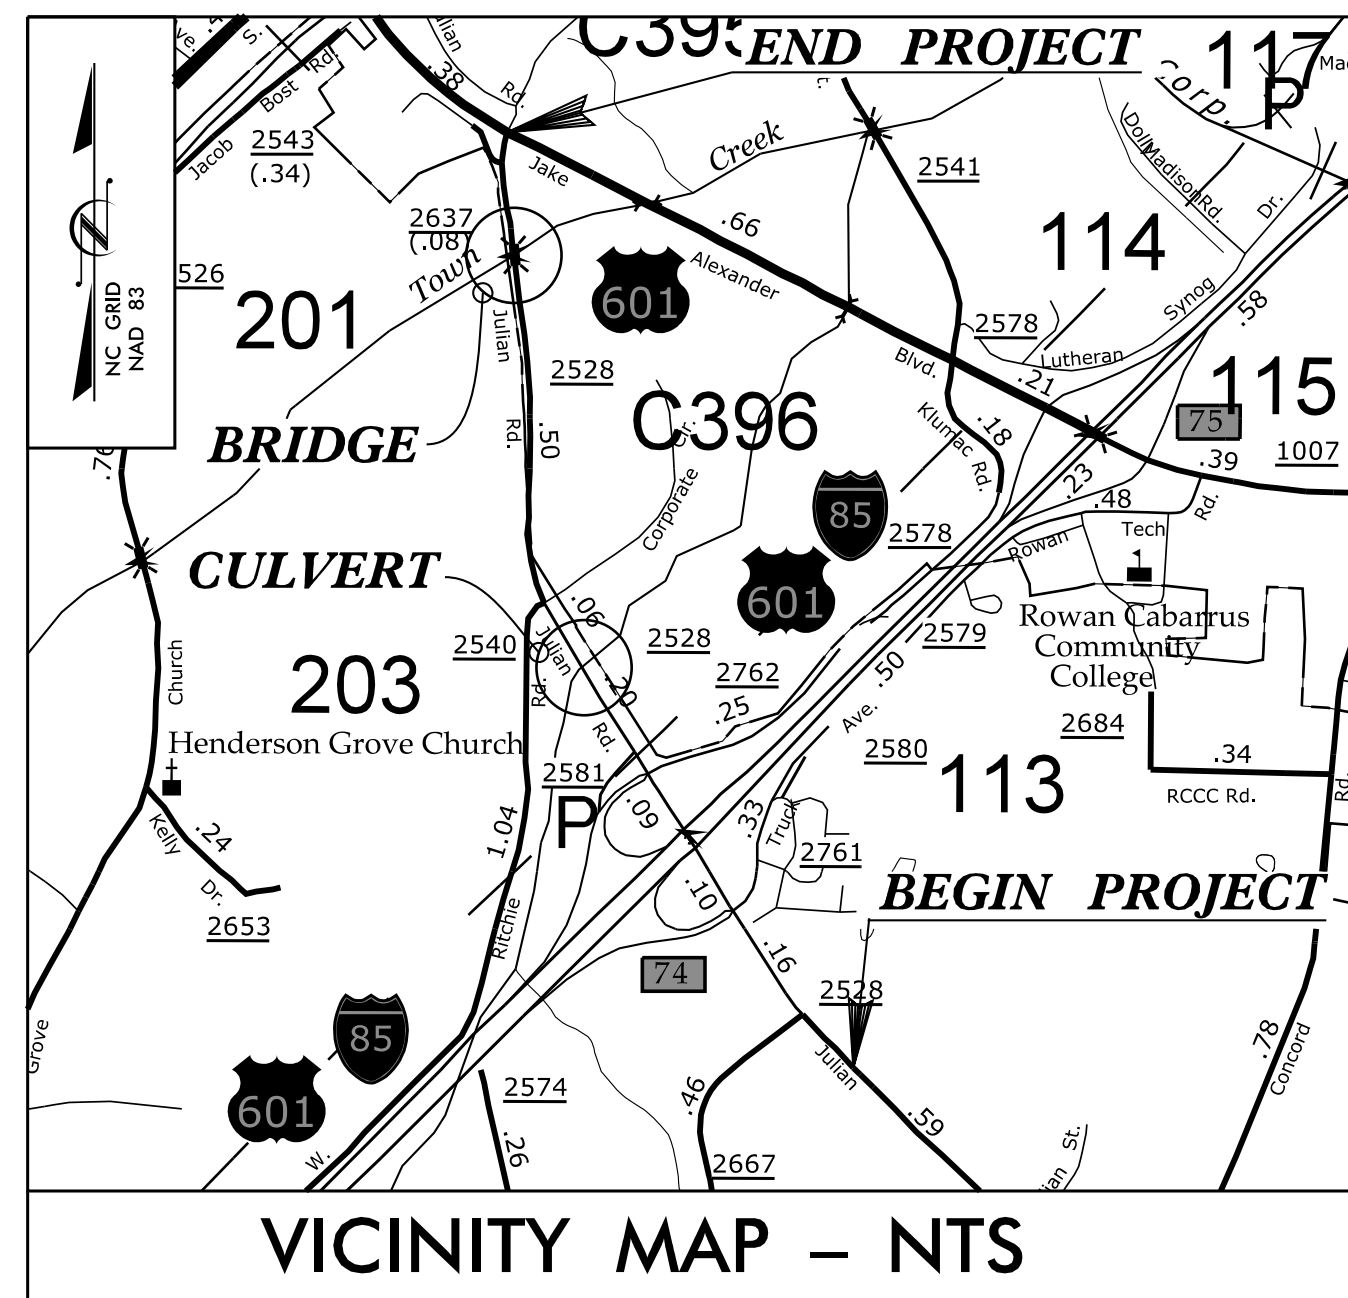 C395
END PROJECT
117
P
Corp.
S.
Rd.
Bost
Jacob
2543
(.34)
.38
Rd.
Jake
Creek
2541
Dolly
Madison
Rd.
Dr.
NC GRID
NAD 83
526
201
2637
(.08)
Town
.66
Alexander
601
114
2578
Synog
.58
Lutheran
Julian
2528
Blvd.
.21
115
75
1007
.39
BRIDGE
Rd.
.50
C396
Cir.
Klumac Rd.
.18
.23
.48
Rd.
.76
Corporate
85
2578
Rowan
Tech
CULVERT
601
.06
2540
Julian
2528
2579
Rowan Cabarrus
Community
College
Church
203
Rd.
.20
2762
.25
.50
Ave.
2684
Henderson Grove Church
Rd.
2580
.34
2581
P
113
RCCC Rd.
Rd.
.09
.33
Truck
2761
Kelly
.24
Dr.
1.04
2653
Ritchie
.10
BEGIN PROJECT
.16
74
2528
85
Grove
601
2574
.26
W.
.46
2667
Julian
.59
.78
Concord
St.
VICINITY MAP – NTS